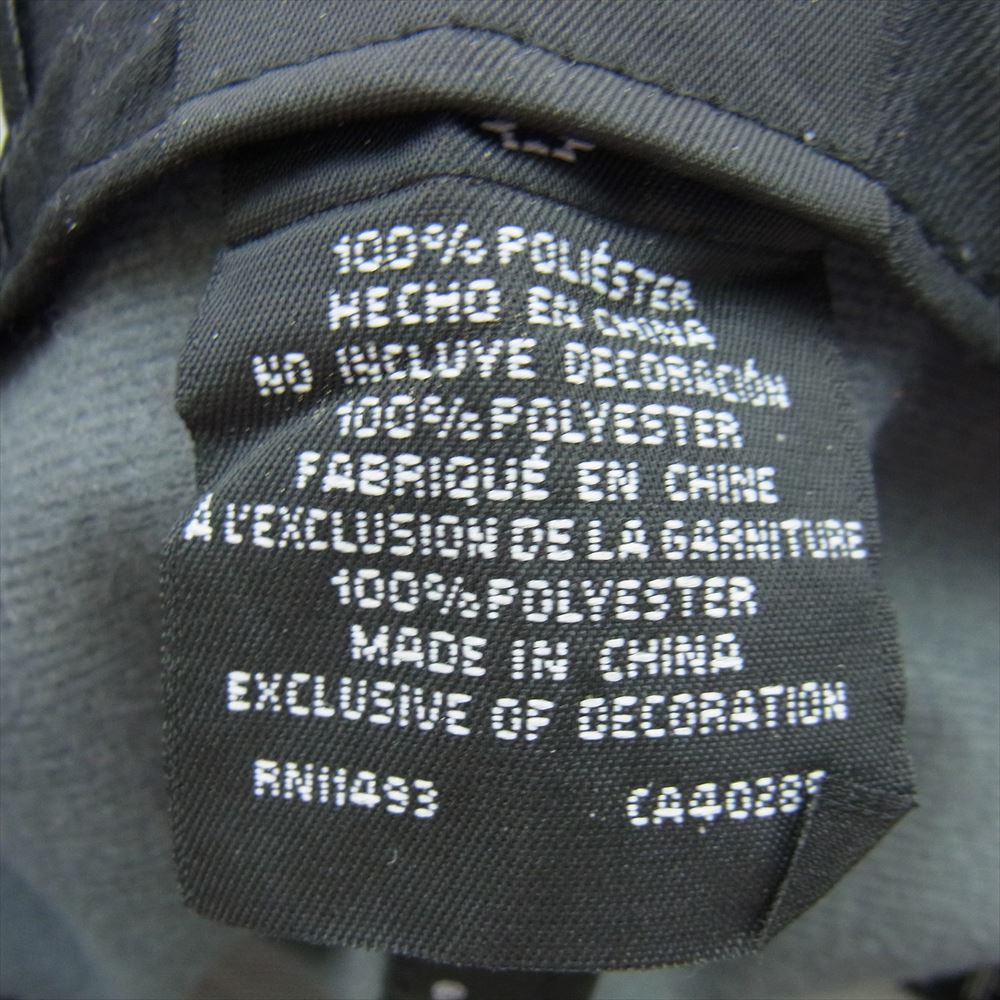 100% POLIÉSTER
HECHO EN CHINA
NO INCLUYE DECORACIÓN
100% POLYESTER
FABRIQUÉ EN CHINE
À L'EXCLUSION DE LA GARNITURE
100% POLYESTER
MADE IN CHINA
EXCLUSIVE OF DECORATION
RN11493